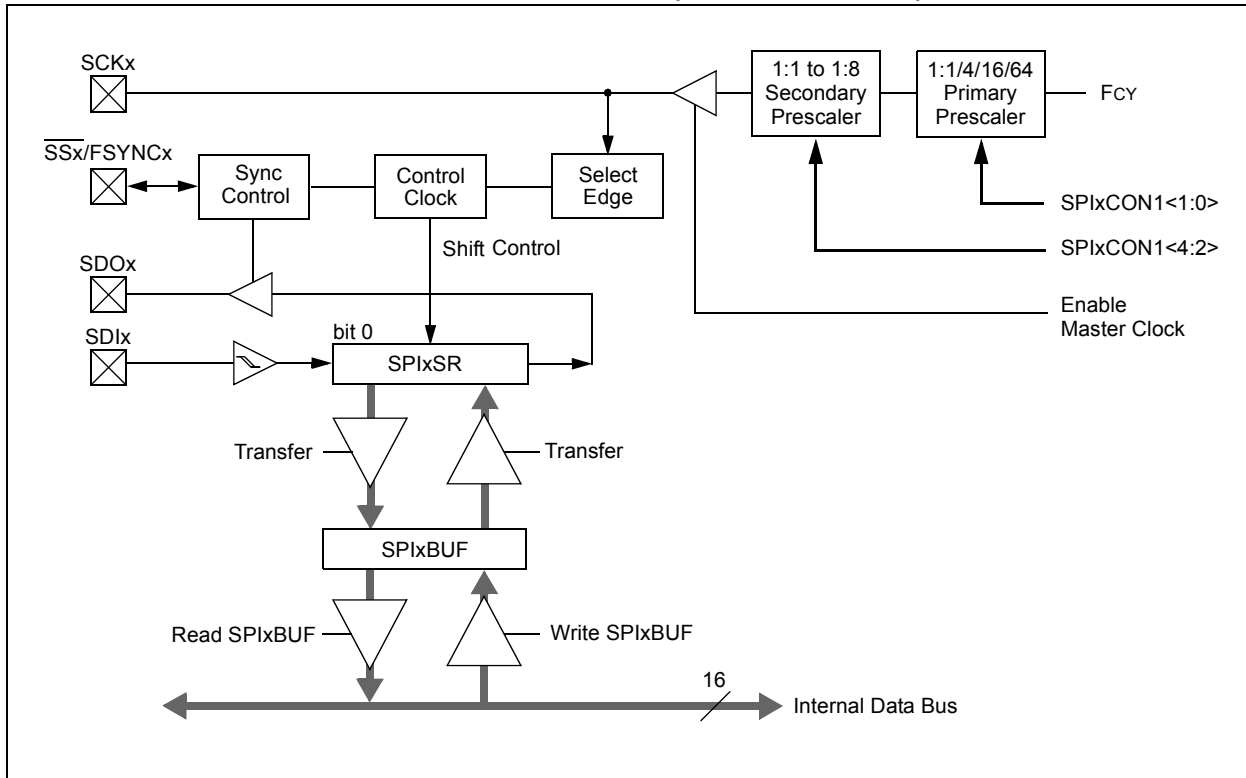 SCKx
1:1 to 1:8
Secondary
Prescaler
1:1/4/16/64
Primary
Prescaler
FCY
SSx/FSYNCx
Sync
Control
Control
Clock
Select
Edge
SPIxCON1<1:0>
Shift Control
SPIxCON1<4:2>
SDOx
Enable
Master Clock
SDIx
bit 0
SPIxSR
Transfer
Transfer
SPIxBUF
Read SPIxBUF
Write SPIxBUF
16
Internal Data Bus